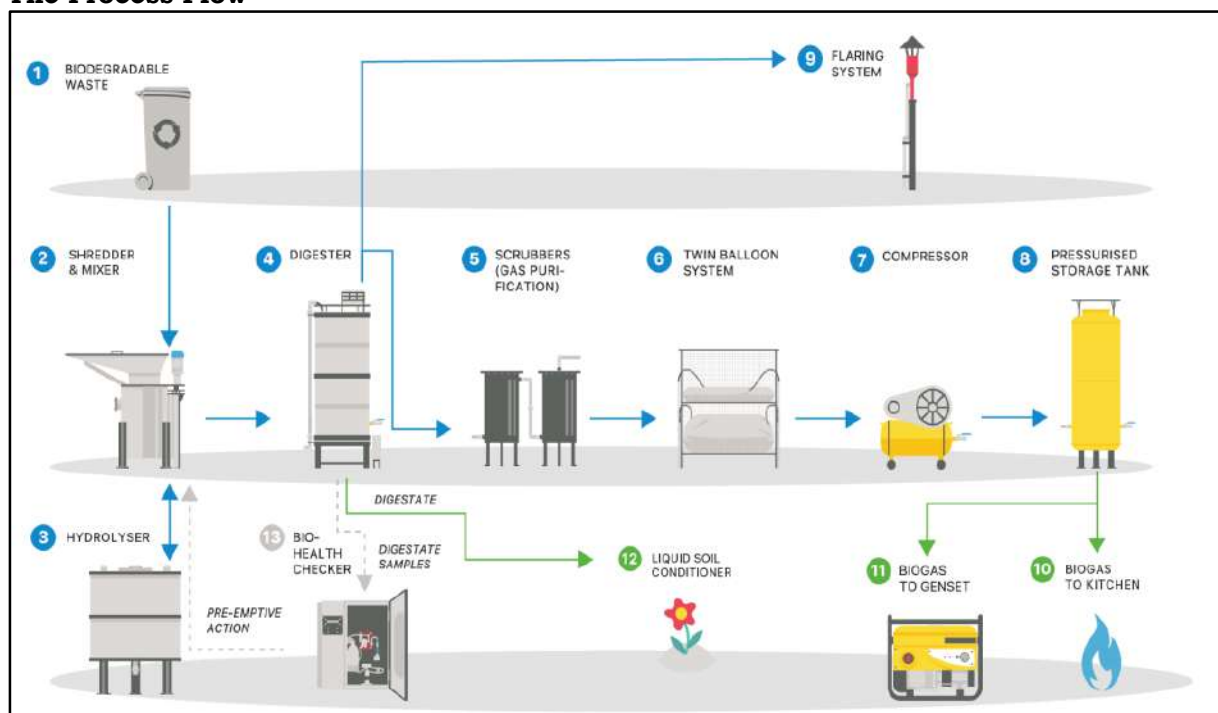 The Process Flow
1 BIODEGRADABLE
WASTE
9 FLARING
SYSTEM
2 SHREDDER
& MIXER
4 DIGESTER
5 SCRUBBERS
(GAS PURI-
FICATION)
6 TWIN BALLOON
SYSTEM
7 COMPRESSOR
8 PRESSURISED
STORAGE TANK
3 HYDROLYSER
PRE-EMPTIVE
ACTION
13 BIO-
HEALTH
CHECKER
DIGESTATE
DIGESTATE
SAMPLES
12 LIQUID SOIL
CONDITIONER
11 BIOGAS
TO GENSET
10 BIOGAS
TO KITCHEN